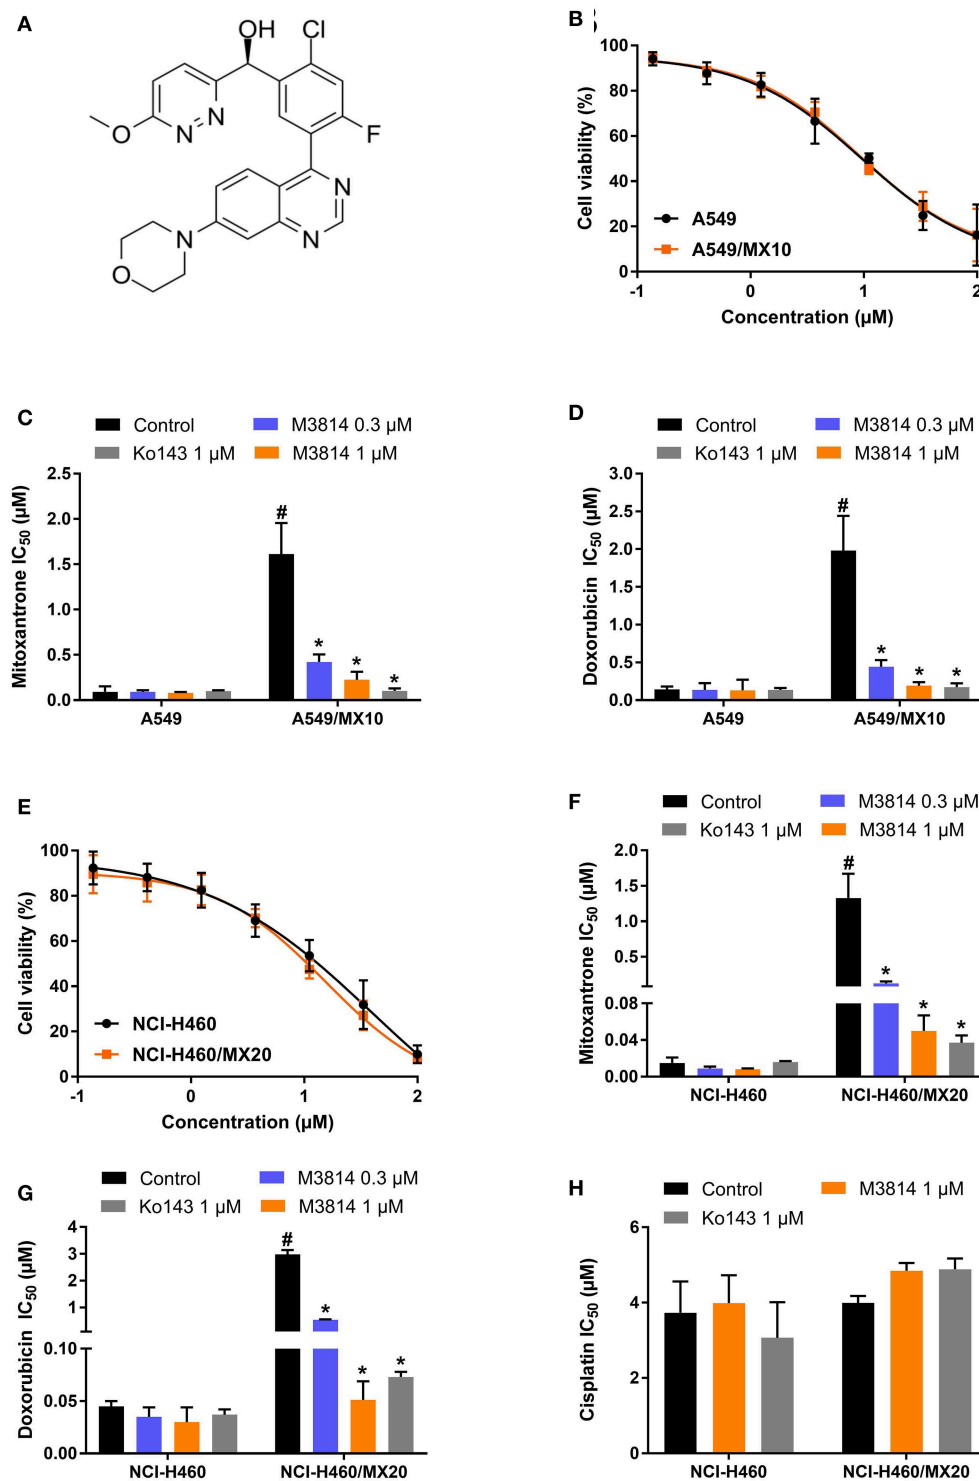 A
OH
Cl
N
N
O
F
N
N
N
O
B
Cell viability (%)
100
80
60
40
20
0
A549
A549/MX10
-1
0
1
2
Concentration (µM)
C
Control
M3814 0.3 µM
Ko143 1 µM
M3814 1 µM
Mitoxantrone IC50 (µM)
2.5
2.0
1.5
1.0
0.5
0.0
#
*
*
*
A549
A549/MX10
D
Control
M3814 0.3 µM
Ko143 1 µM
M3814 1 µM
Doxorubicin IC50 (µM)
3.0
2.5
2.0
1.5
1.0
0.5
0.0
#
*
*
*
A549
A549/MX10
E
Cell viability (%)
100
80
60
40
20
0
NCI-H460
NCI-H460/MX20
-1
0
1
2
Concentration (µM)
F
Control
M3814 0.3 µM
Ko143 1 µM
M3814 1 µM
Mitoxantrone IC50 (µM)
2.0
1.5
1.0
0.5
0.08
0.04
0.00
#
*
*
*
NCI-H460
NCI-H460/MX20
G
Control
M3814 0.3 µM
Ko143 1 µM
M3814 1 µM
Doxorubicin IC50 (µM)
4
3
2
1
0.10
0.05
0.00
#
*
*
*
NCI-H460
NCI-H460/MX20
H
Control
M3814 1 µM
Ko143 1 µM
Cisplatin IC50 (µM)
6
4
2
0
NCI-H460
NCI-H460/MX20